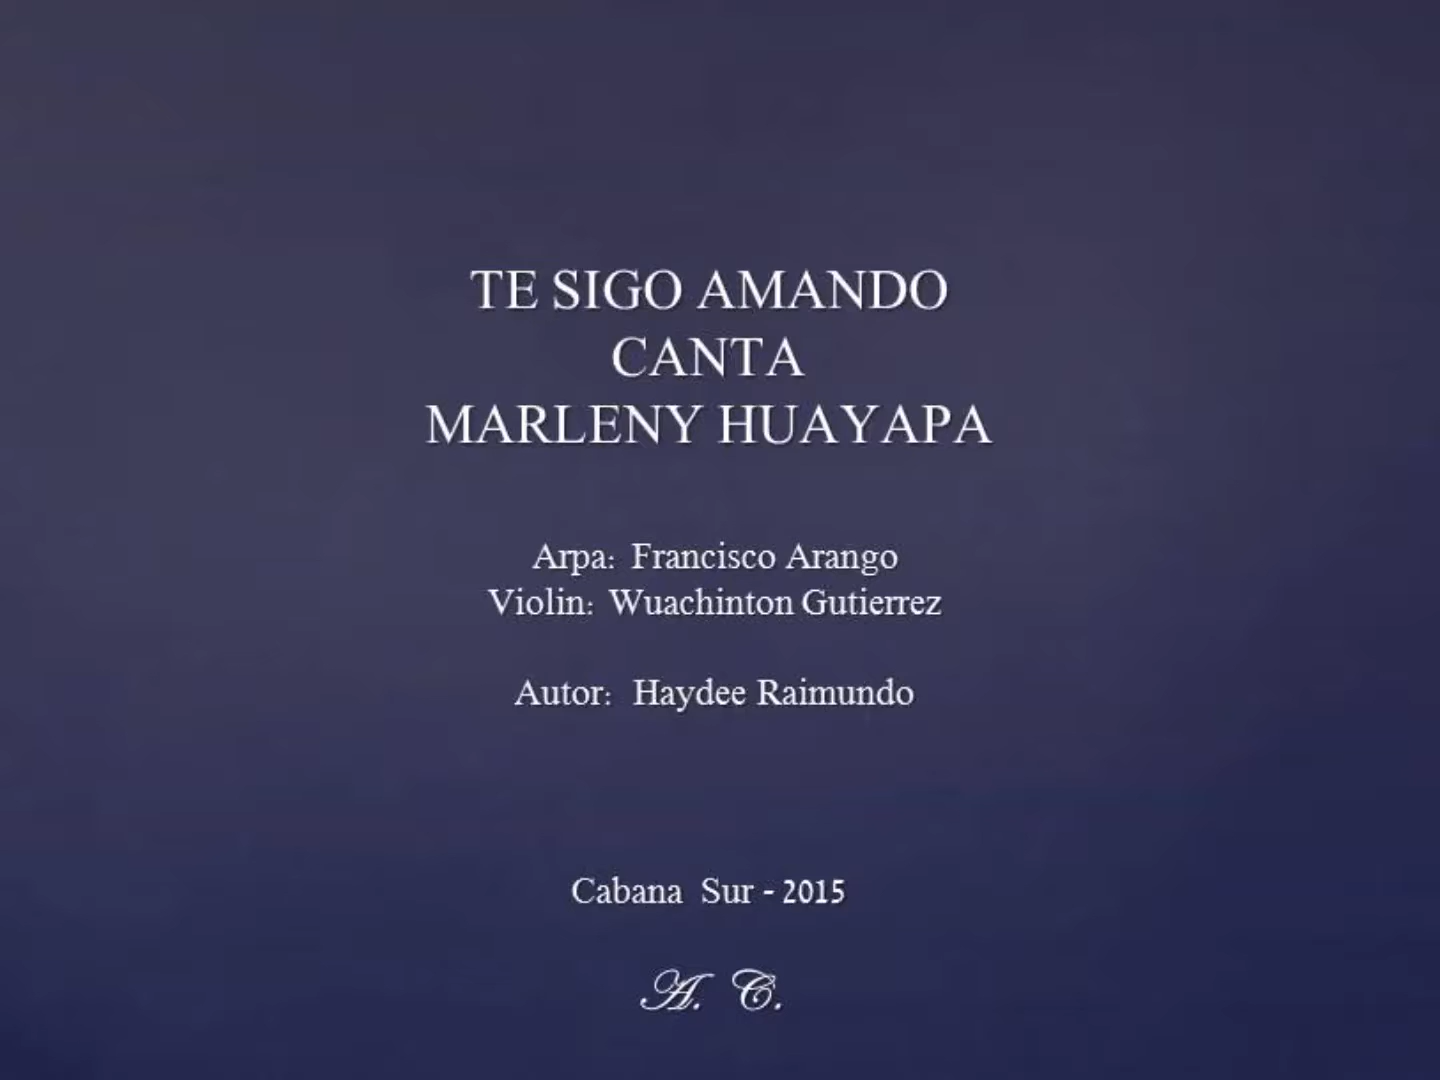 TE SIGO AMANDO
CANTA
MARLENY HUAYAPA
Arpa: Francisco Arango
Violin: Wuachinton Gutierrez
Autor: Haydee Raimundo
Cabana Sur - 2015
A. C.